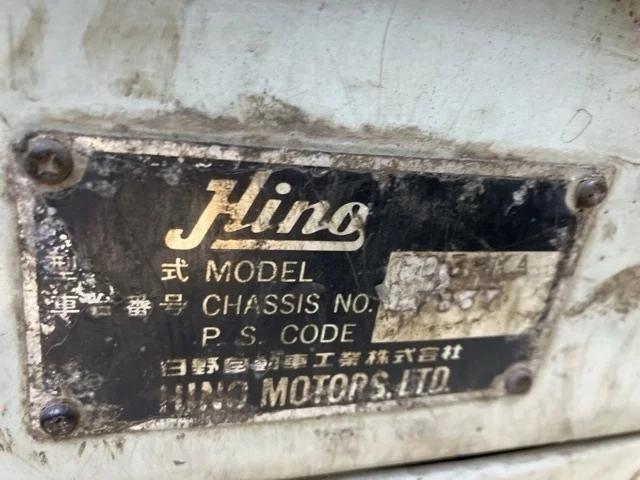 Hino
型 式 MODEL
車台番号 CHASSIS NO.
P. S. CODE
日野自動車工業株式会社
HINO MOTORS, LTD.